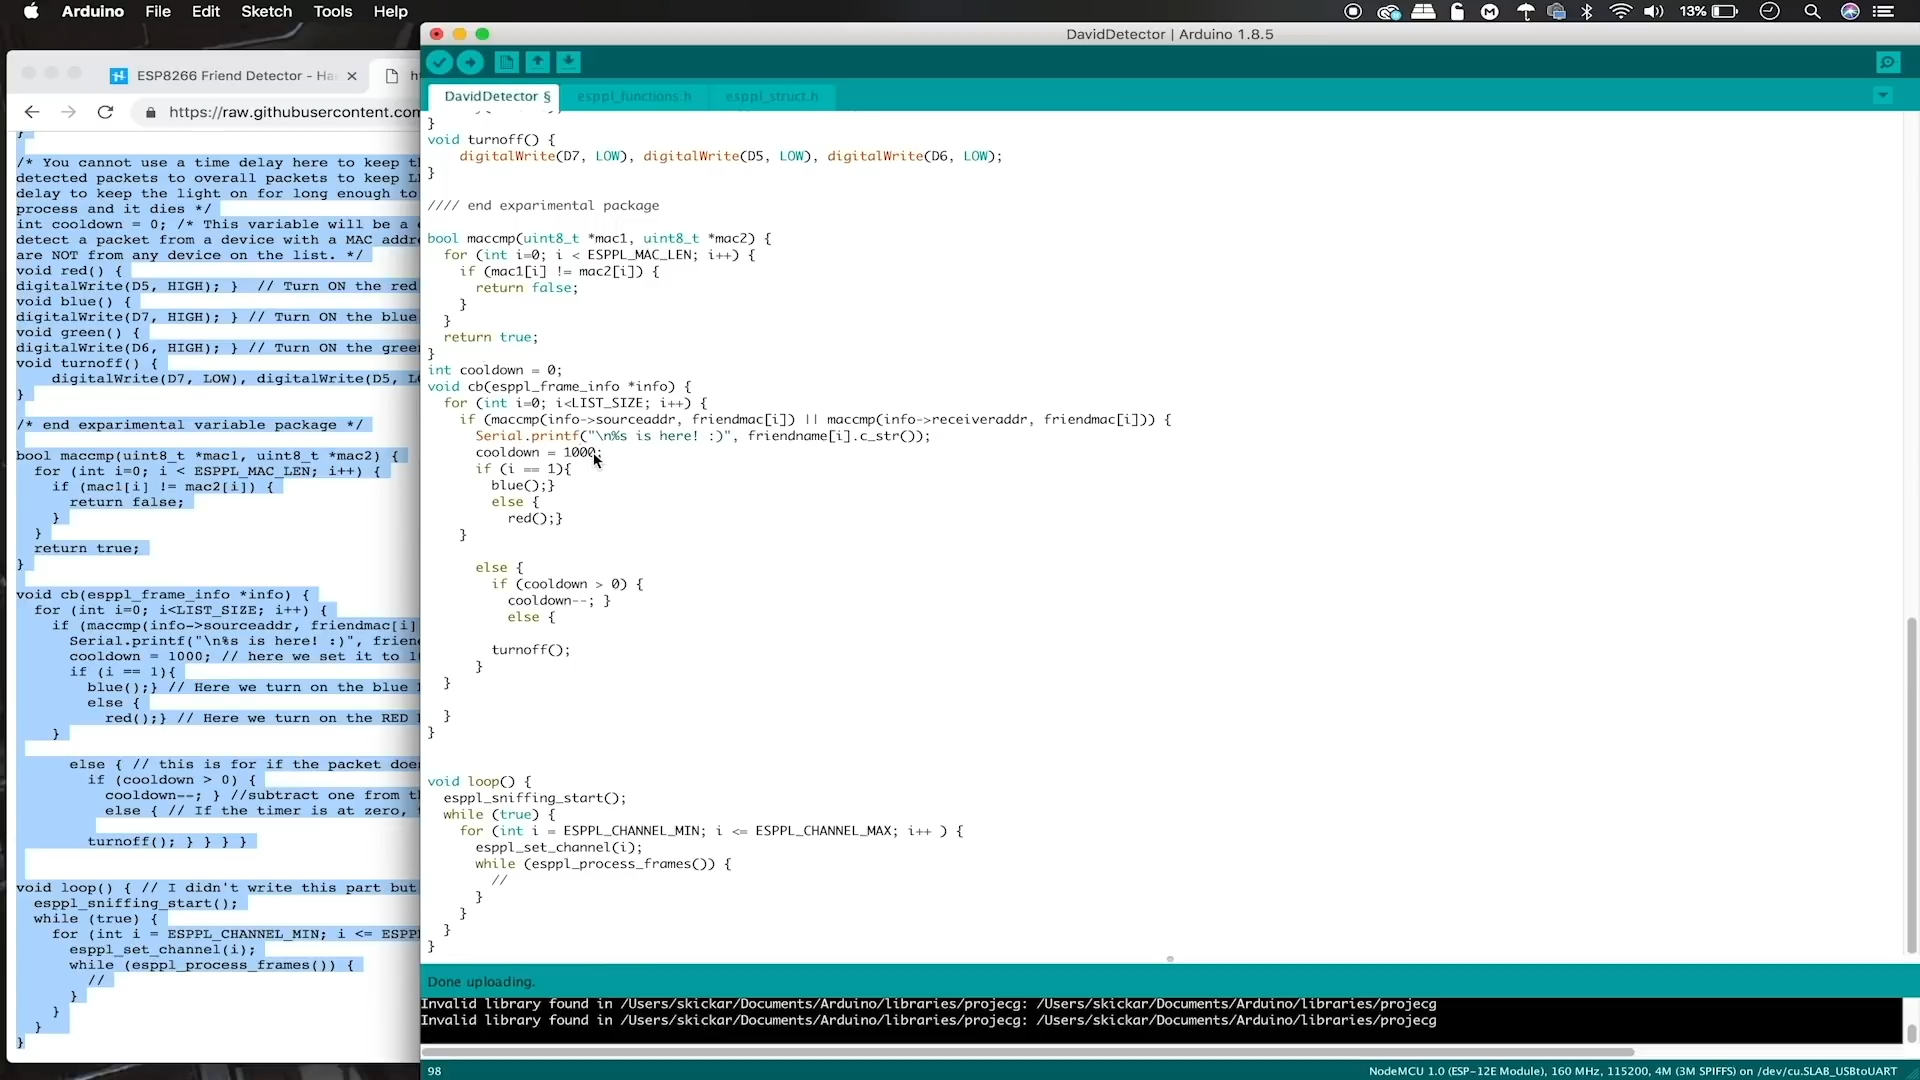 Arduino File Edit Sketch Tools Help 13%
DavidDetector | Arduino 1.8.5
ESP8266 Friend Detector - Ha
https://raw.githubusercontent.com
DavidDetector § esppl_functions.h esppl_struct.h
}
/* You cannot use a time delay here to keep th
detected packets to overall packets to keep L
delay to keep the light on for long enough to
process and it dies */
int cooldown = 0; /* This variable will be a
detect a packet from a device with a MAC addr
are NOT from any device on the list. */
void red() {
digitalWrite(D5, HIGH); } // Turn ON the red
void blue() {
digitalWrite(D7, HIGH); } // Turn ON the blue
void green() {
digitalWrite(D6, HIGH); } // Turn ON the gree
void turnoff() {
digitalWrite(D7, LOW), digitalWrite(D5, L
}
/* end exparimental variable package */
bool maccmp(uint8_t *mac1, uint8_t *mac2) {
for (int i=0; i < ESPPL_MAC_LEN; i++) {
if (mac1[i] != mac2[i]) {
return false;
}
}
return true;
}
void cb(esppl_frame_info *info) {
for (int i=0; i<LIST_SIZE; i++) {
if (maccmp(info->sourceaddr, friendmac[i]
Serial.printf("\n%s is here! :)", frien
cooldown = 1000; // here we set it to 1
if (i == 1){
blue();} // Here we turn on the blue
else {
red();} // Here we turn on the RED
}
else { // this is for if the packet doe
if (cooldown > 0) {
cooldown--; } //subtract one from t
else { // If the timer is at zero,
turnoff(); } } } }
void loop() { // I didn't write this part but
esppl_sniffing_start();
while (true) {
for (int i = ESPPL_CHANNEL_MIN; i <= ESPP
esppl_set_channel(i);
while (esppl_process_frames()) {
//
}
}
}
}
}
void turnoff() {
digitalWrite(D7, LOW), digitalWrite(D5, LOW), digitalWrite(D6, LOW);
}
//// end exparimental package
bool maccmp(uint8_t *mac1, uint8_t *mac2) {
for (int i=0; i < ESPPL_MAC_LEN; i++) {
if (mac1[i] != mac2[i]) {
return false;
}
}
return true;
}
int cooldown = 0;
void cb(esppl_frame_info *info) {
for (int i=0; i<LIST_SIZE; i++) {
if (maccmp(info->sourceaddr, friendmac[i]) || maccmp(info->receiveraddr, friendmac[i])) {
Serial.printf("\n%s is here! :)", friendname[i].c_str());
cooldown = 1000;
if (i == 1){
blue();}
else {
red();}
}
else {
if (cooldown > 0) {
cooldown--; }
else {
turnoff();
}
}
}
}
void loop() {
esppl_sniffing_start();
while (true) {
for (int i = ESPPL_CHANNEL_MIN; i <= ESPPL_CHANNEL_MAX; i++ ) {
esppl_set_channel(i);
while (esppl_process_frames()) {
//
}
}
}
}
Done uploading.
Invalid library found in /Users/skickar/Documents/Arduino/libraries/projecg: /Users/skickar/Documents/Arduino/libraries/projecg
Invalid library found in /Users/skickar/Documents/Arduino/libraries/projecg: /Users/skickar/Documents/Arduino/libraries/projecg
98 NodeMCU 1.0 (ESP-12E Module), 160 MHz, 115200, 4M (3M SPIFFS) on /dev/cu.SLAB_USBtoUART